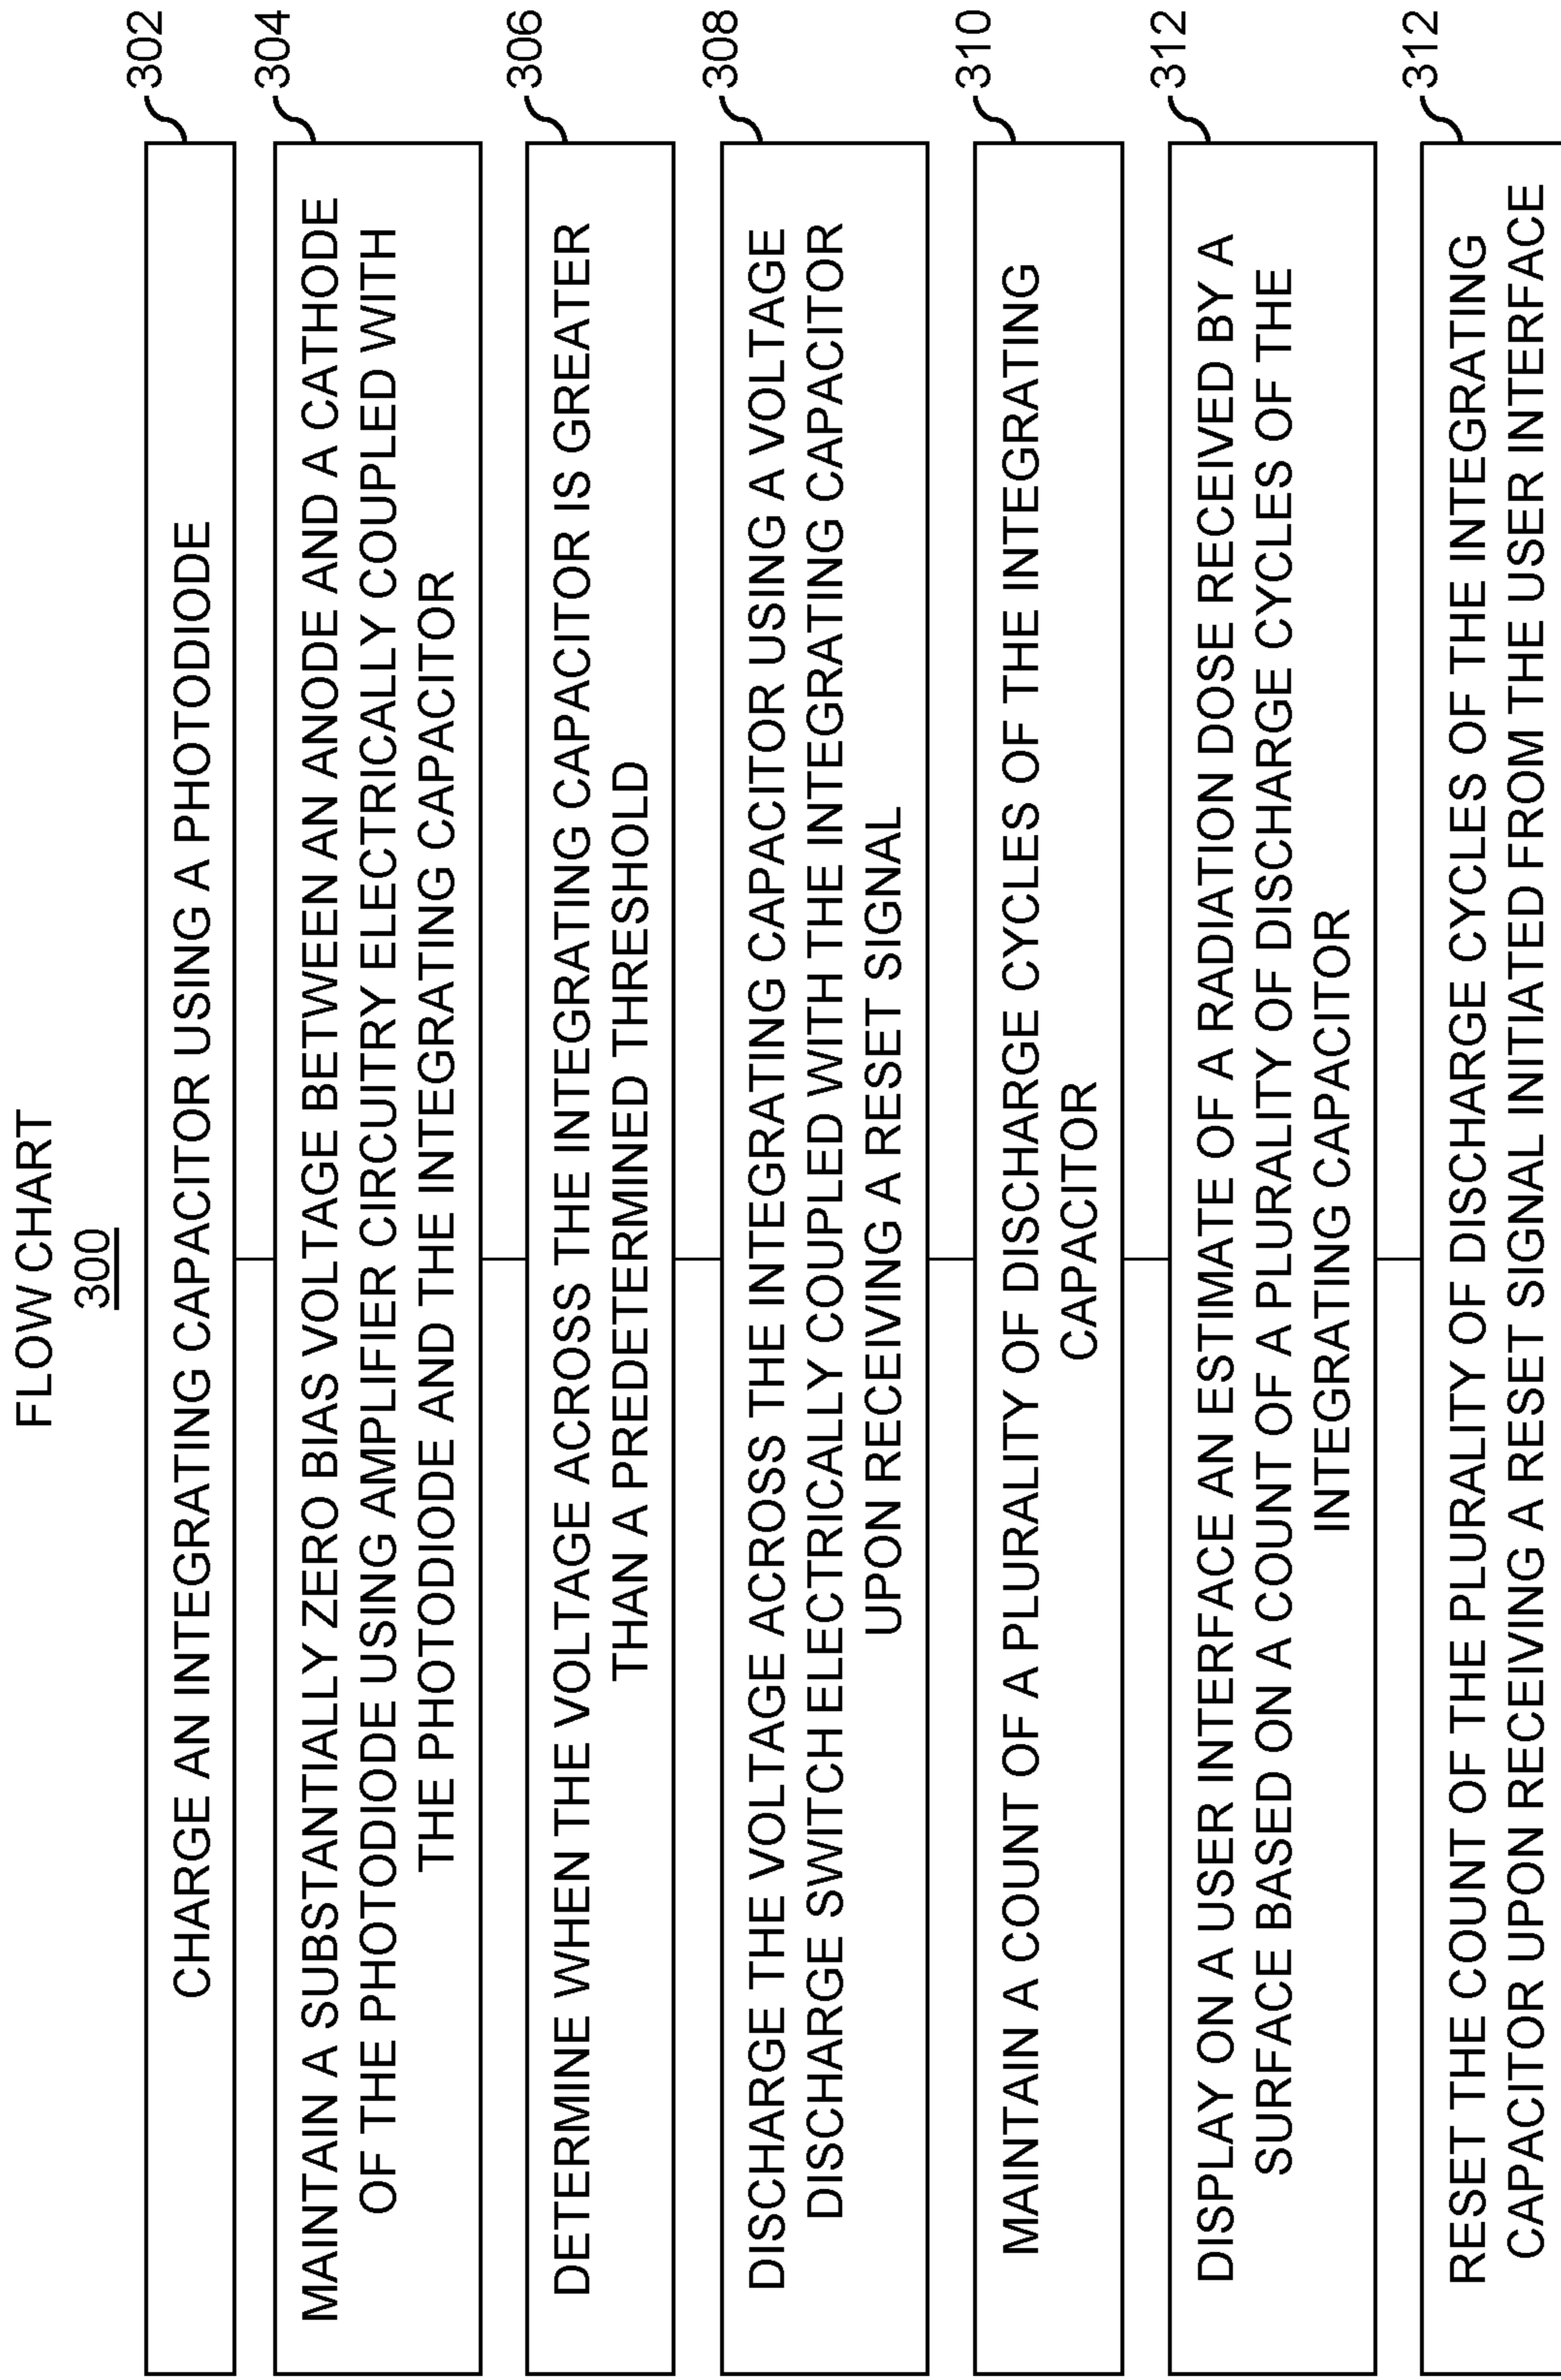 FLOW CHART
300
302
CHARGE AN INTEGRATING CAPACITOR USING A PHOTODIODE
304
MAINTAIN A SUBSTANTIALLY ZERO BIAS VOLTAGE BETWEEN AN ANODE AND A CATHODE
OF THE PHOTODIODE USING AMPLIFIER CIRCUITRY ELECTRICALLY COUPLED WITH
THE PHOTODIODE AND THE INTEGRATING CAPACITOR
306
DETERMINE WHEN THE VOLTAGE ACROSS THE INTEGRATING CAPACITOR IS GREATER
THAN A PREDETERMINED THRESHOLD
308
DISCHARGE THE VOLTAGE ACROSS THE INTEGRATING CAPACITOR USING A VOLTAGE
DISCHARGE SWITCH ELECTRICALLY COUPLED WITH THE INTEGRATING CAPACITOR
UPON RECEIVING A RESET SIGNAL
310
MAINTAIN A COUNT OF A PLURALITY OF DISCHARGE CYCLES OF THE INTEGRATING
CAPACITOR
312
DISPLAY ON A USER INTERFACE AN ESTIMATE OF A RADIATION DOSE RECEIVED BY A
SURFACE BASED ON A COUNT OF A PLURALITY OF DISCHARGE CYCLES OF THE
INTEGRATING CAPACITOR
312
RESET THE COUNT OF THE PLURALITY OF DISCHARGE CYCLES OF THE INTEGRATING
CAPACITOR UPON RECEIVING A RESET SIGNAL INITIATED FROM THE USER INTERFACE